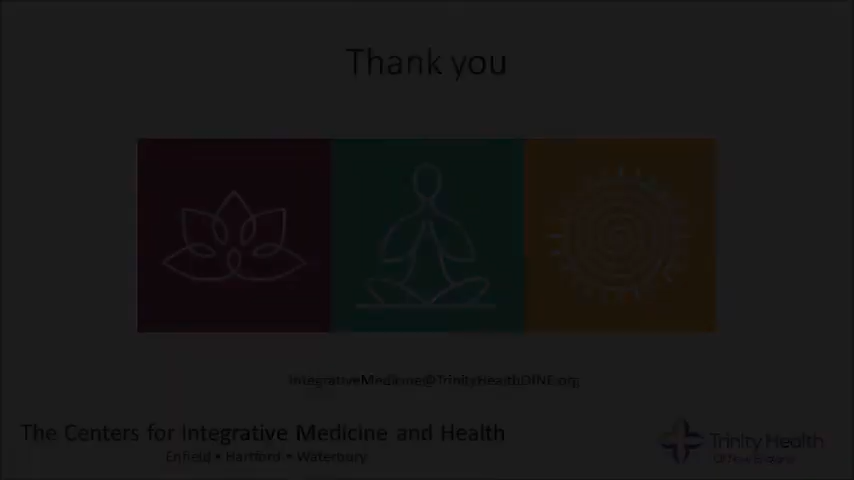 Thank you
IntegrativeMedicine@TrinityHealthOfNE.org
The Centers for Integrative Medicine and Health
Enfield • Hartford • Waterbury
Trinity Health
Of New England